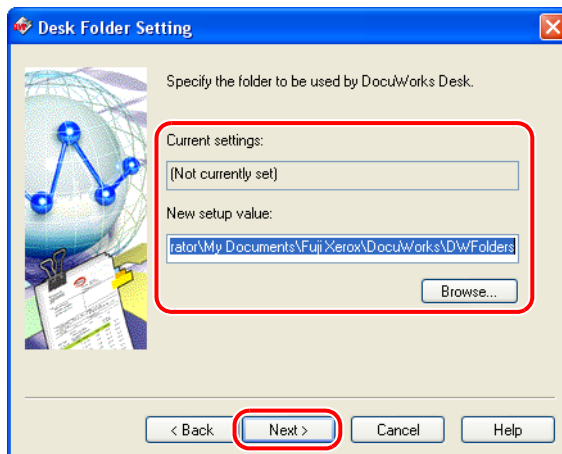 Desk Folder Setting
Specify the folder to be used by DocuWorks Desk.
Current settings:
(Not currently set)
New setup value:
rator\My Documents\Fuji Xerox\DocuWorks\DWFolders
Browse...
< Back Next > Cancel Help